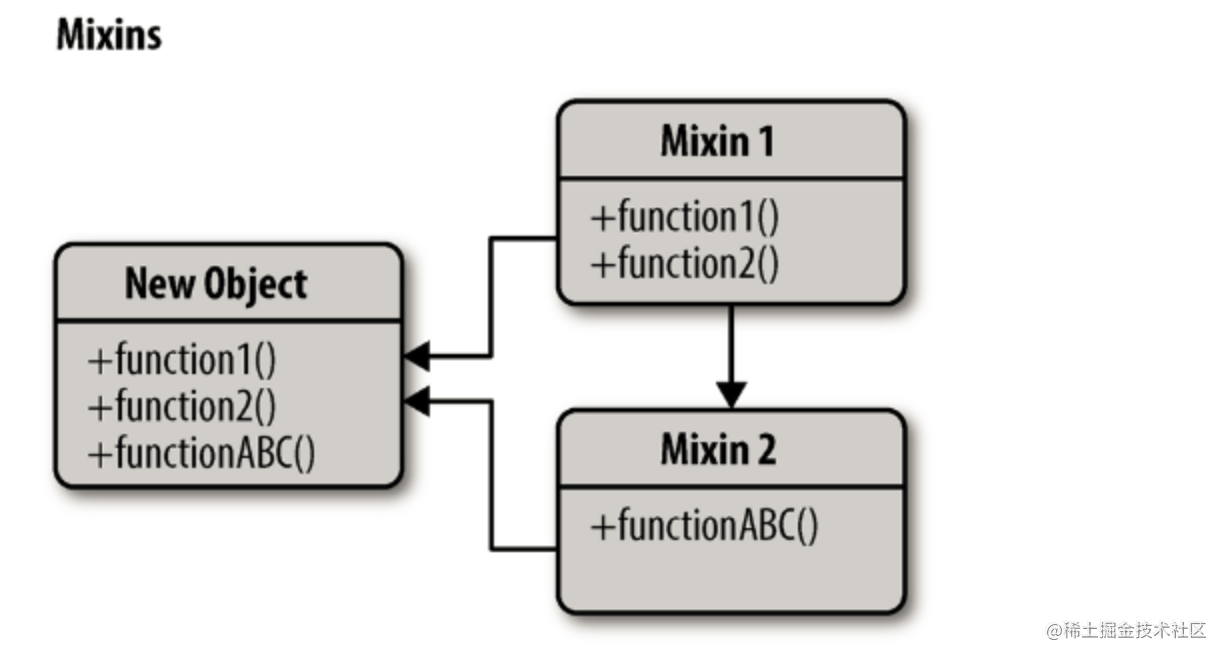 Mixins
Mixin 1
+function1()
+function2()
New Object
+function1()
+function2()
+functionABC()
Mixin 2
+functionABC()
@稀土掘金技术社区